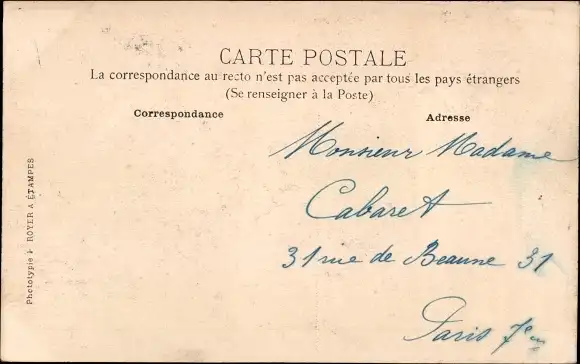 CARTE POSTALE
La correspondance au recto n'est pas acceptée par tous les pays étrangers
(Se renseigner à la Poste)
Correspondance
Adresse
Monsieur Madame
Cabaret
31 rue de Beaune 31
Paris 7em
Phototypie ROYER A ÉTAMPES